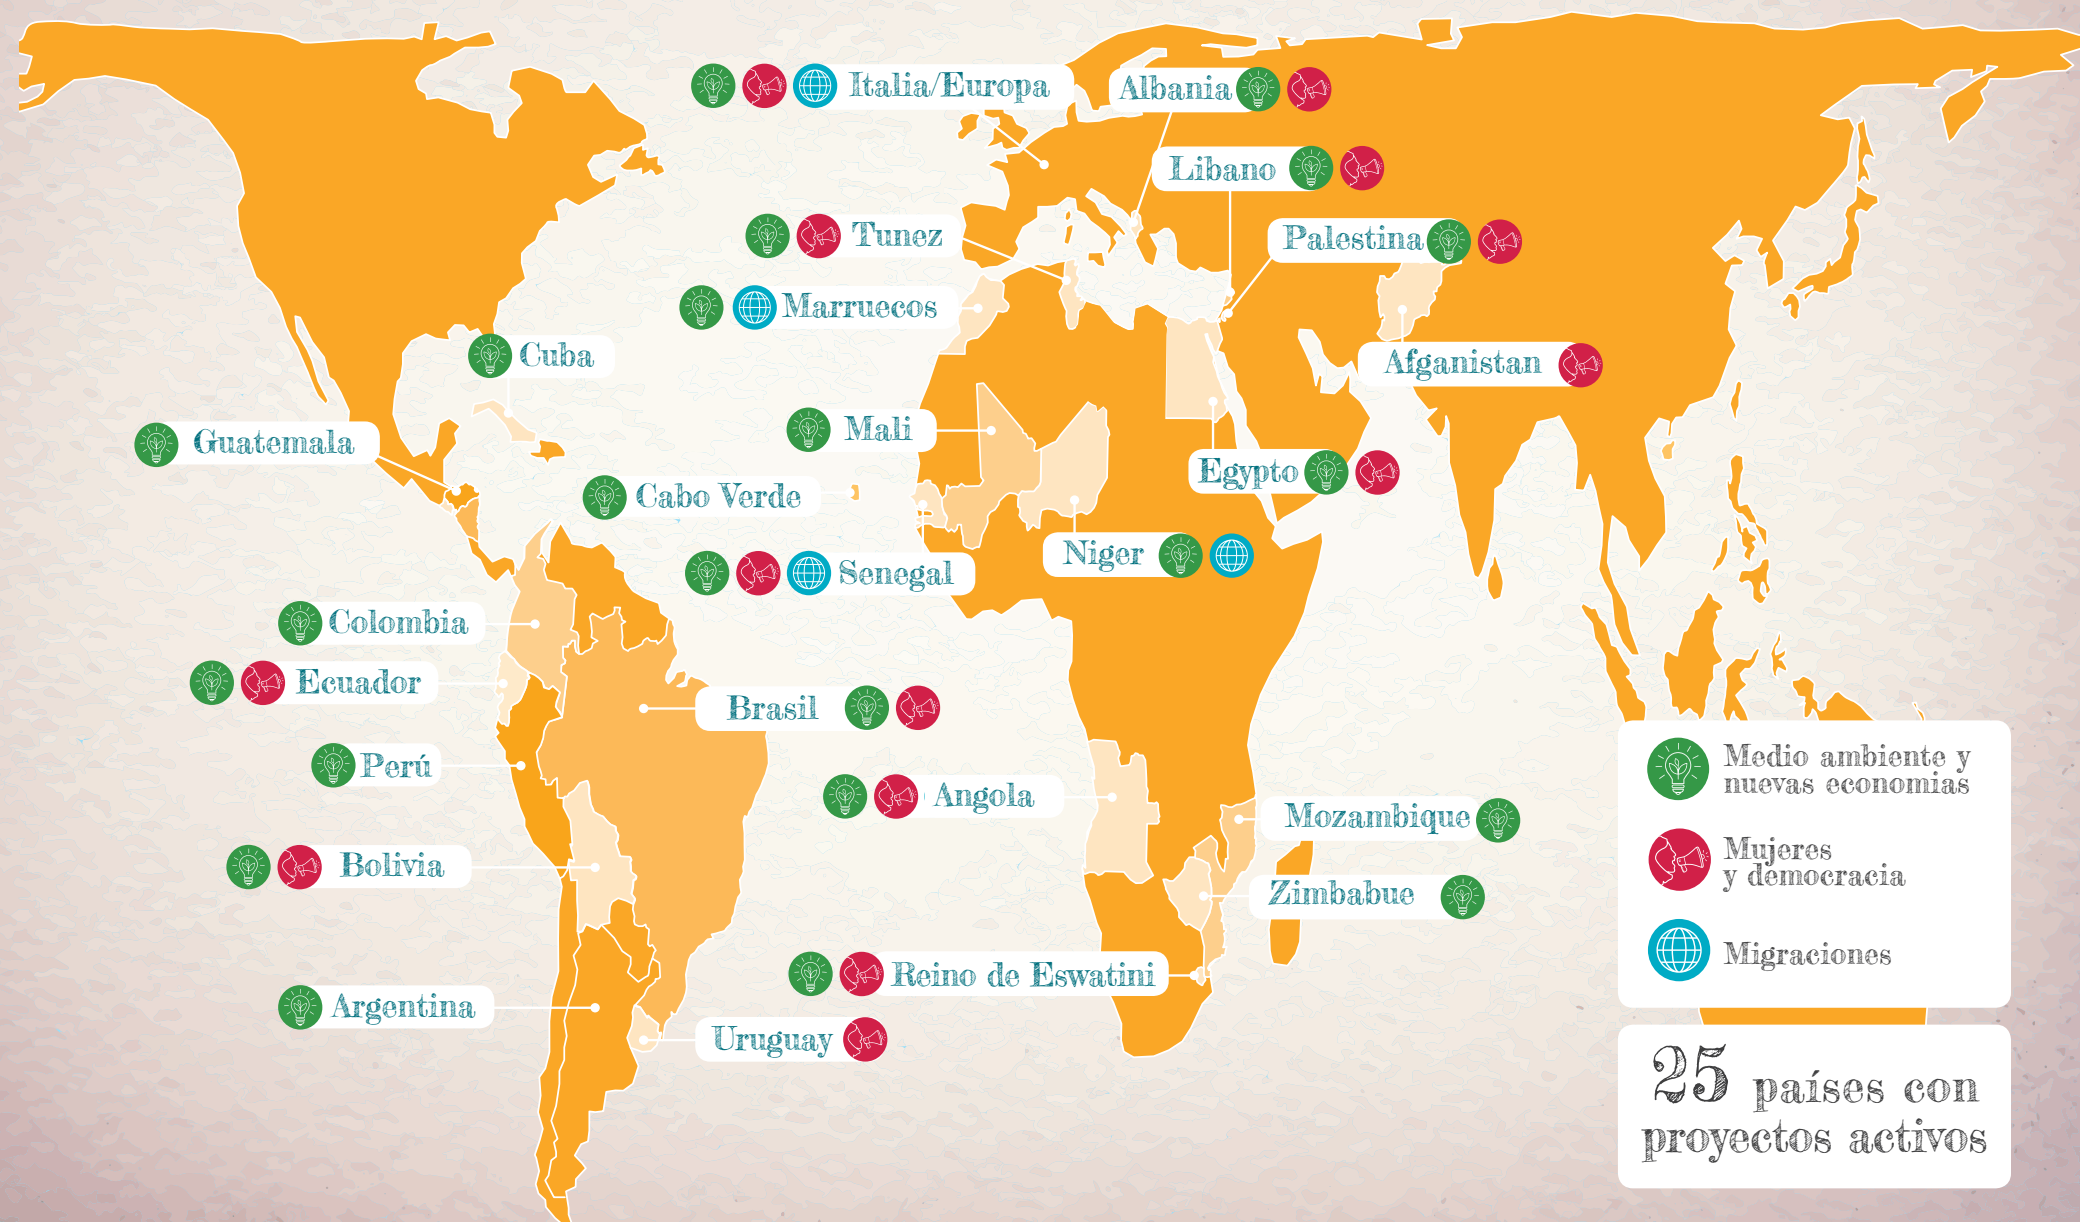 Italia/Europa
Albania
Libano
Tunez
Palestina
Marruecos
Cuba
Afganistan
Mali
Guatemala
Egypto
Cabo Verde
Niger
Senegal
Colombia
Ecuador
Brasil
Perú
Angola
Mozambique
Bolivia
Zimbabue
Reino de Eswatini
Argentina
Uruguay
Medio ambiente y
nuevas economias
Mujeres
y democracia
Migraciones
25 países con
proyectos activos